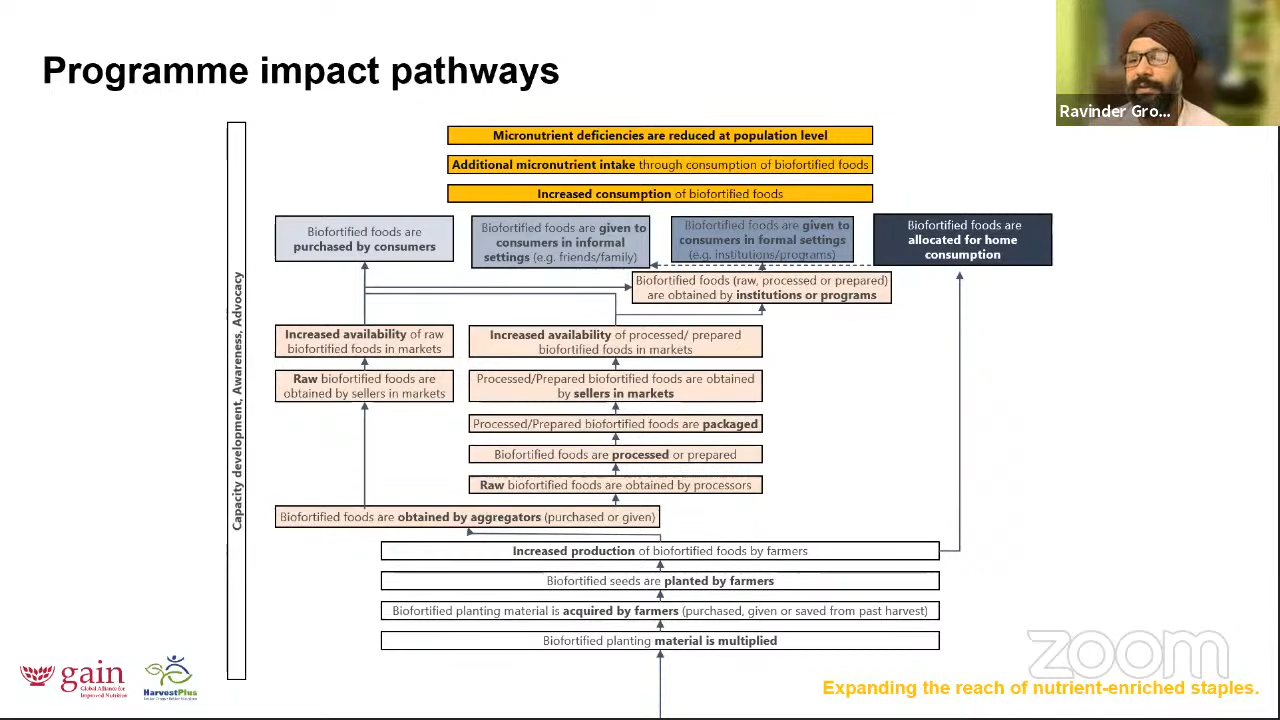 Programme impact pathways
Ravinder Gro...
Capacity development, Awareness, Advocacy
Micronutrient deficiencies are reduced at population level
Additional micronutrient intake through consumption of biofortified foods
Increased consumption of biofortified foods
Biofortified foods are
purchased by consumers
Biofortified foods are given to
consumers in informal
settings (e.g. friends/family)
Biofortified foods are given to
consumers in formal settings
(e.g. institutions/programs)
Biofortified foods are
allocated for home
consumption
Biofortified foods (raw, processed or prepared)
are obtained by institutions or programs
Increased availability of raw
biofortified foods in markets
Increased availability of processed/ prepared
biofortified foods in markets
Raw biofortified foods are
obtained by sellers in markets
Processed/Prepared biofortified foods are obtained
by sellers in markets
Processed/Prepared biofortified foods are packaged
Biofortified foods are processed or prepared
Raw biofortified foods are obtained by processors
Biofortified foods are obtained by aggregators (purchased or given)
Increased production of biofortified foods by farmers
Biofortified seeds are planted by farmers
Biofortified planting material is acquired by farmers (purchased, given or saved from past harvest)
Biofortified planting material is multiplied
gain
Global Alliance for
Improved Nutrition
HarvestPlus
zoom
Expanding the reach of nutrient-enriched staples.